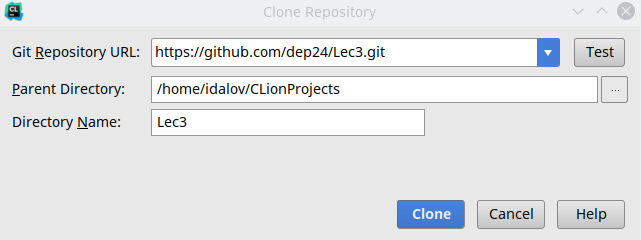 CL
Clone Repository
Git Repository URL: https://github.com/dep24/Lec3.git Test
Parent Directory: /home/idalov/CLionProjects ...
Directory Name: Lec3
Clone Cancel Help